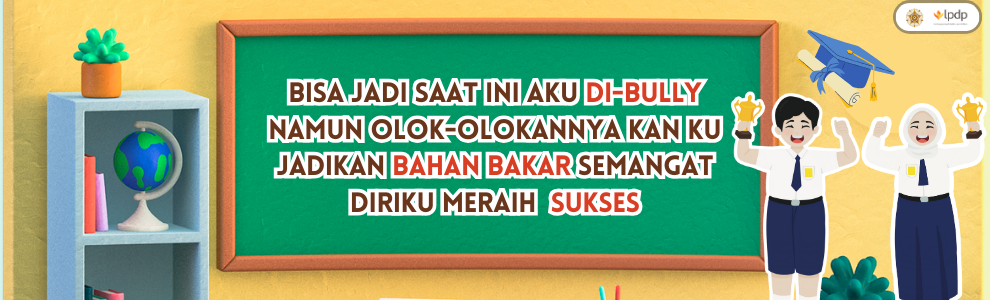 lpdp
BISA JADI SAAT INI AKU DI-BULLY
NAMUN OLOK-OLOKANNYA KAN KU
JADIKAN BAHAN BAKAR SEMANGAT
DIRIKU MERAIH SUKSES